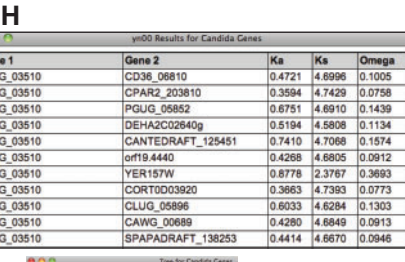 H
yn00 Results for Candida Genes
e 1 Gene 2 Ka Ks Omega
G_03510 CD36_06810 0.4721 4.6996 0.1005
G_03510 CPAR2_203810 0.3594 4.7429 0.0758
G_03510 PGUG_05852 0.6751 4.6910 0.1439
G_03510 DEHA2C02640g 0.5194 4.5808 0.1134
G_03510 CANTEDRAFT_125451 0.7410 4.7068 0.1574
G_03510 orf19.4440 0.4268 4.6805 0.0912
G_03510 YER157W 0.8778 2.3767 0.3693
G_03510 CORT0D03920 0.3663 4.7393 0.0773
G_03510 CLUG_05896 0.6033 4.6284 0.1303
G_03510 CAWG_00689 0.4280 4.6849 0.0913
G_03510 SPAPADRAFT_138253 0.4414 4.6670 0.0946
Tree for Candida Genes